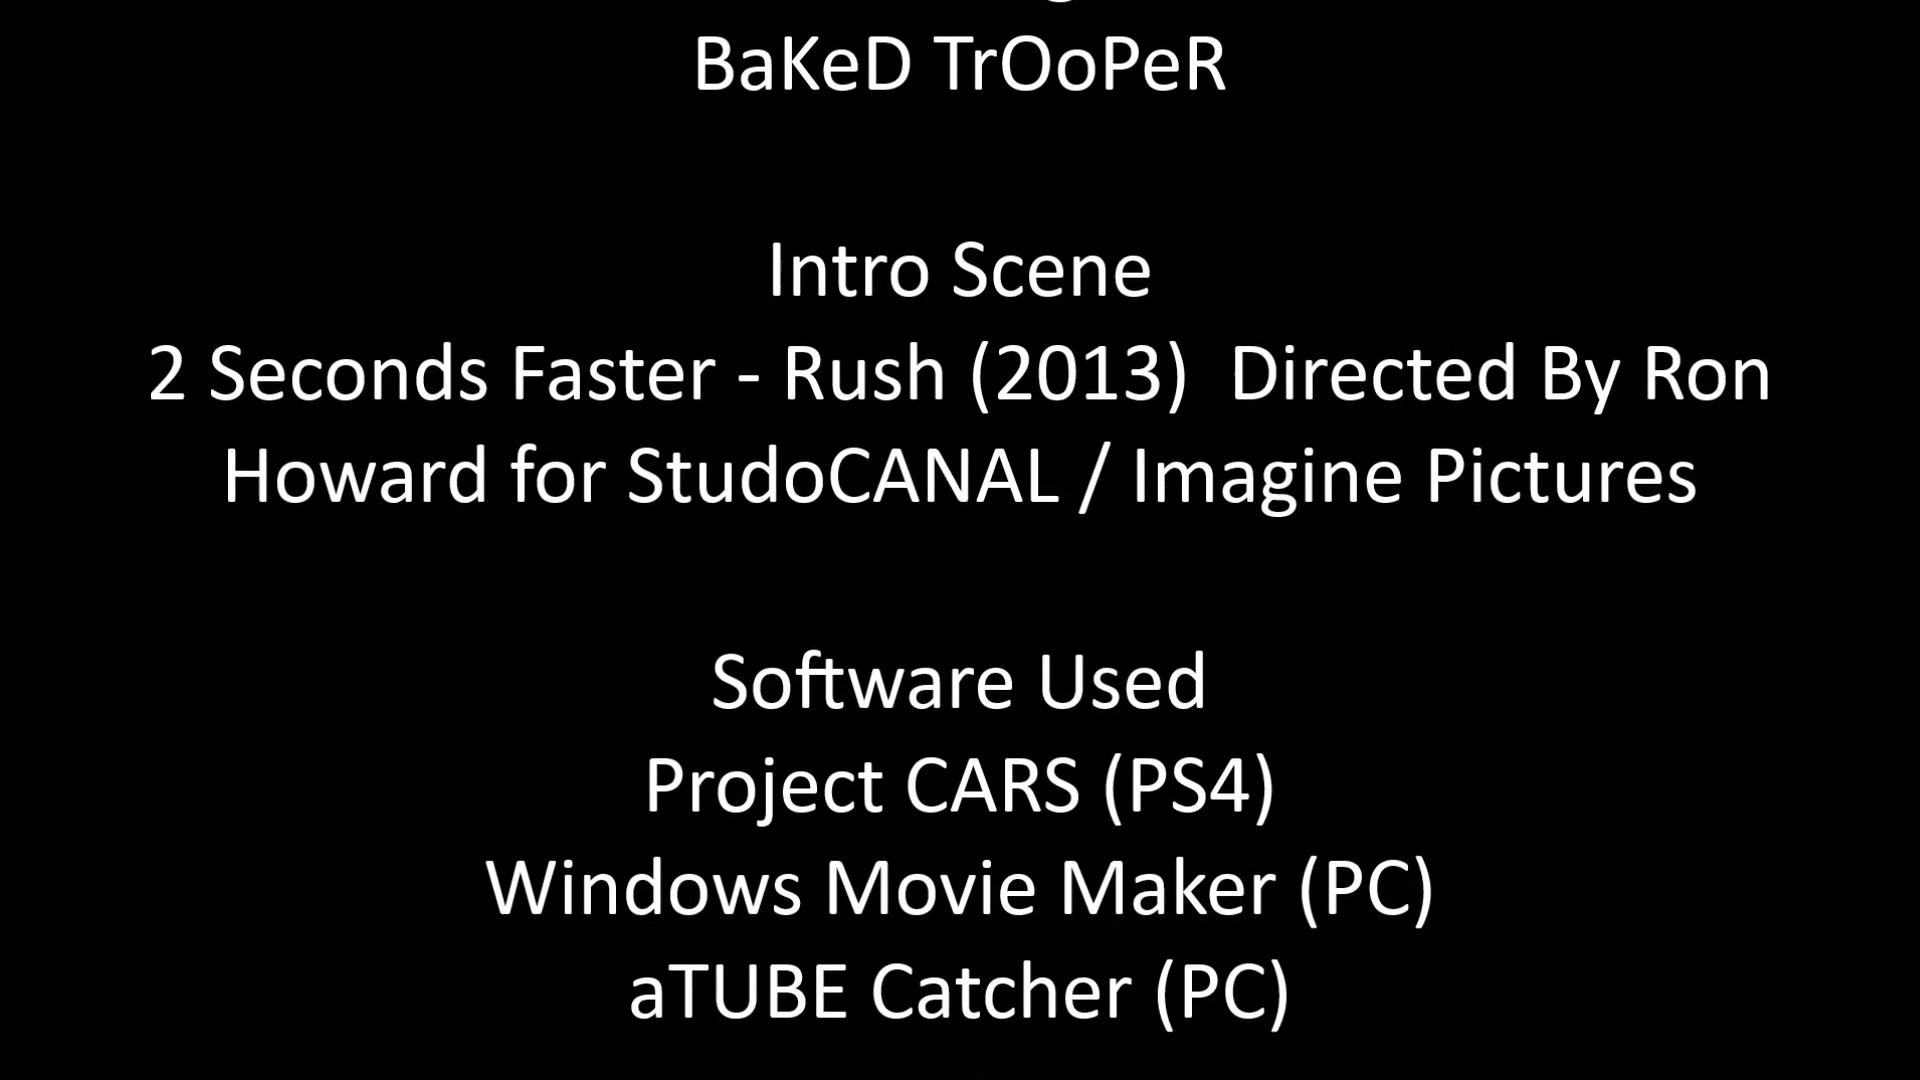 BaKeD TrOoPeR
Intro Scene
2 Seconds Faster - Rush (2013)  Directed By Ron
Howard for StudoCANAL / Imagine Pictures
Software Used
Project CARS (PS4)
Windows Movie Maker (PC)
aTUBE Catcher (PC)